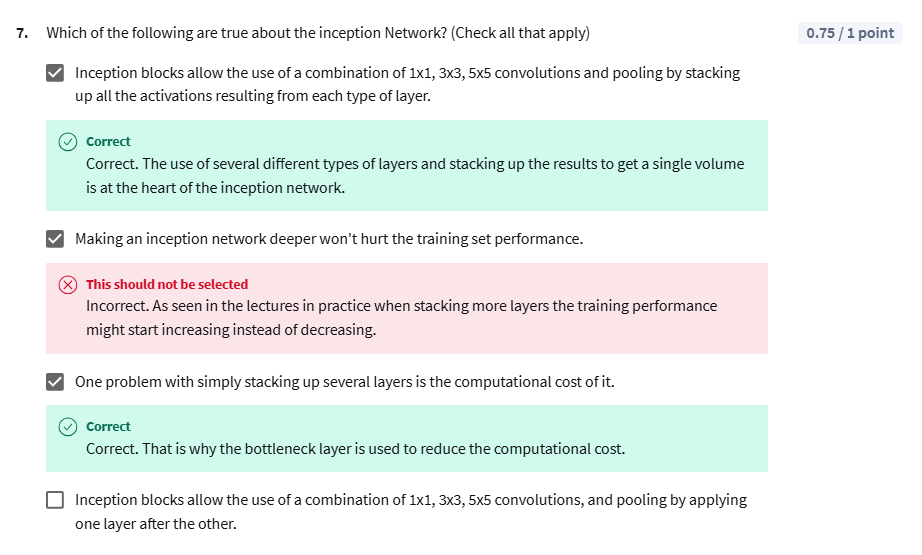 7. Which of the following are true about the inception Network? (Check all that apply)
0.75 / 1 point
Inception blocks allow the use of a combination of 1x1, 3x3, 5x5 convolutions and pooling by stacking
up all the activations resulting from each type of layer.
Correct
Correct. The use of several different types of layers and stacking up the results to get a single volume
is at the heart of the inception network.
Making an inception network deeper won't hurt the training set performance.
This should not be selected
Incorrect. As seen in the lectures in practice when stacking more layers the training performance
might start increasing instead of decreasing.
One problem with simply stacking up several layers is the computational cost of it.
Correct
Correct. That is why the bottleneck layer is used to reduce the computational cost.
Inception blocks allow the use of a combination of 1x1, 3x3, 5x5 convolutions, and pooling by applying
one layer after the other.